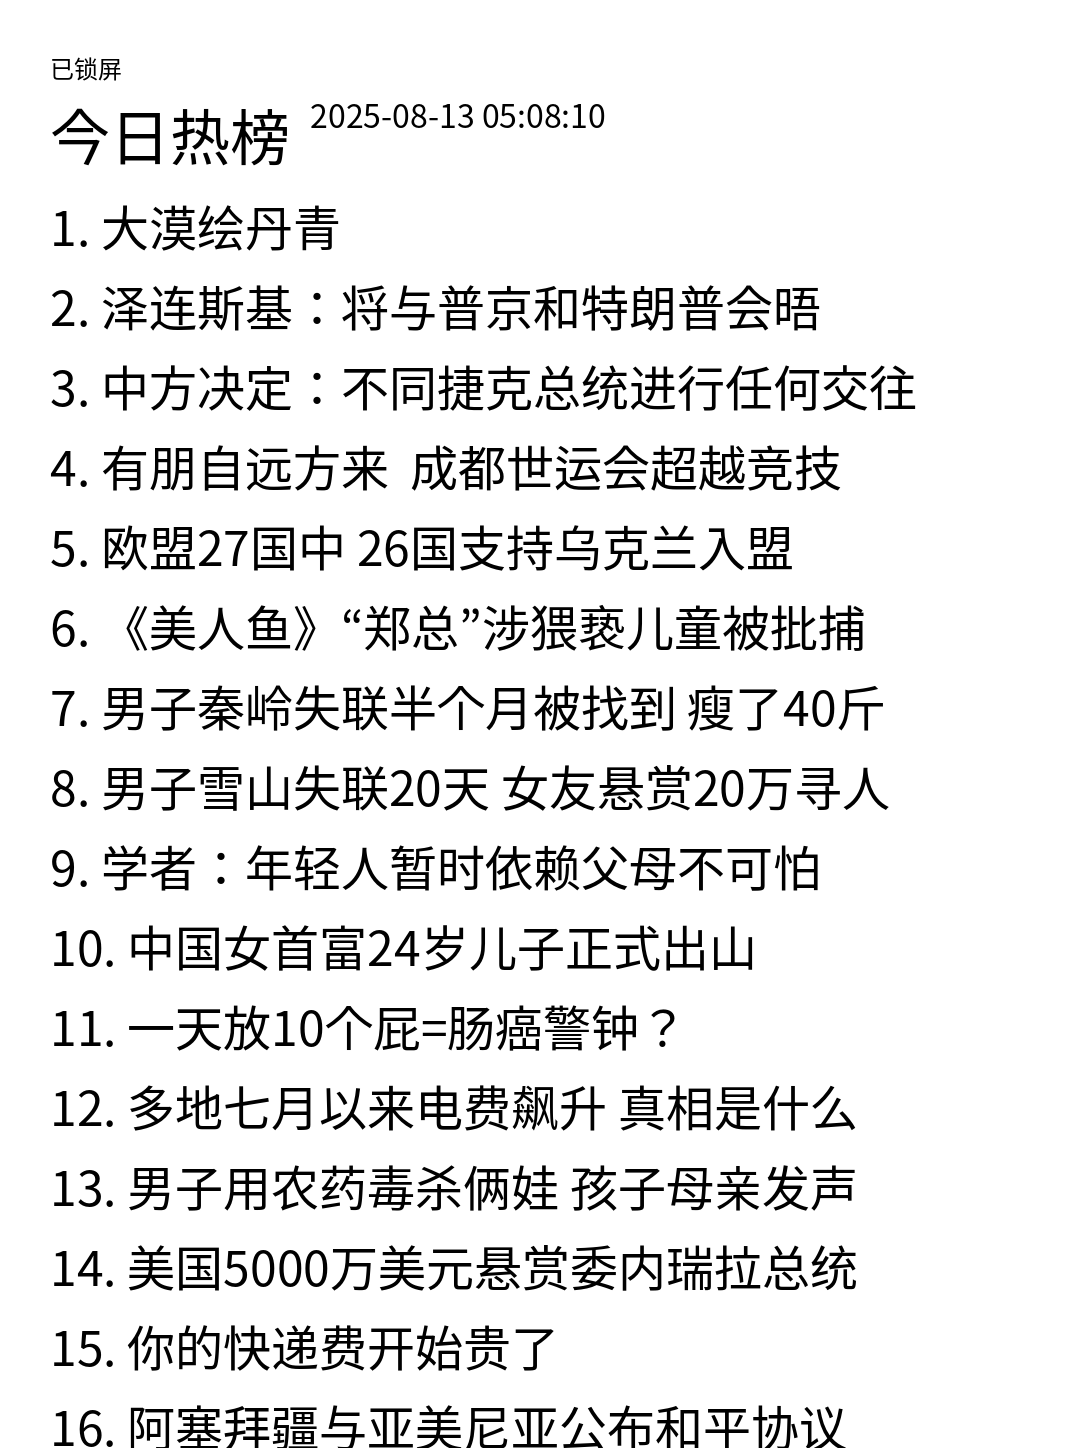 已锁屏
今日热榜 2025-08-13 05:08:10
1. 大漠绘丹青
2. 泽连斯基：将与普京和特朗普会晤
3. 中方决定：不同捷克总统进行任何交往
4. 有朋自远方来 成都世运会超越竞技
5. 欧盟27国中 26国支持乌克兰入盟
6. 《美人鱼》“郑总”涉猥亵儿童被批捕
7. 男子秦岭失联半个月被找到 瘦了40斤
8. 男子雪山失联20天 女友悬赏20万寻人
9. 学者：年轻人暂时依赖父母不可怕
10. 中国女首富24岁儿子正式出山
11. 一天放10个屁=肠癌警钟？
12. 多地七月以来电费飙升 真相是什么
13. 男子用农药毒杀俩娃 孩子母亲发声
14. 美国5000万美元悬赏委内瑞拉总统
15. 你的快递费开始贵了
16. 阿塞拜疆与亚美尼亚公布和平协议